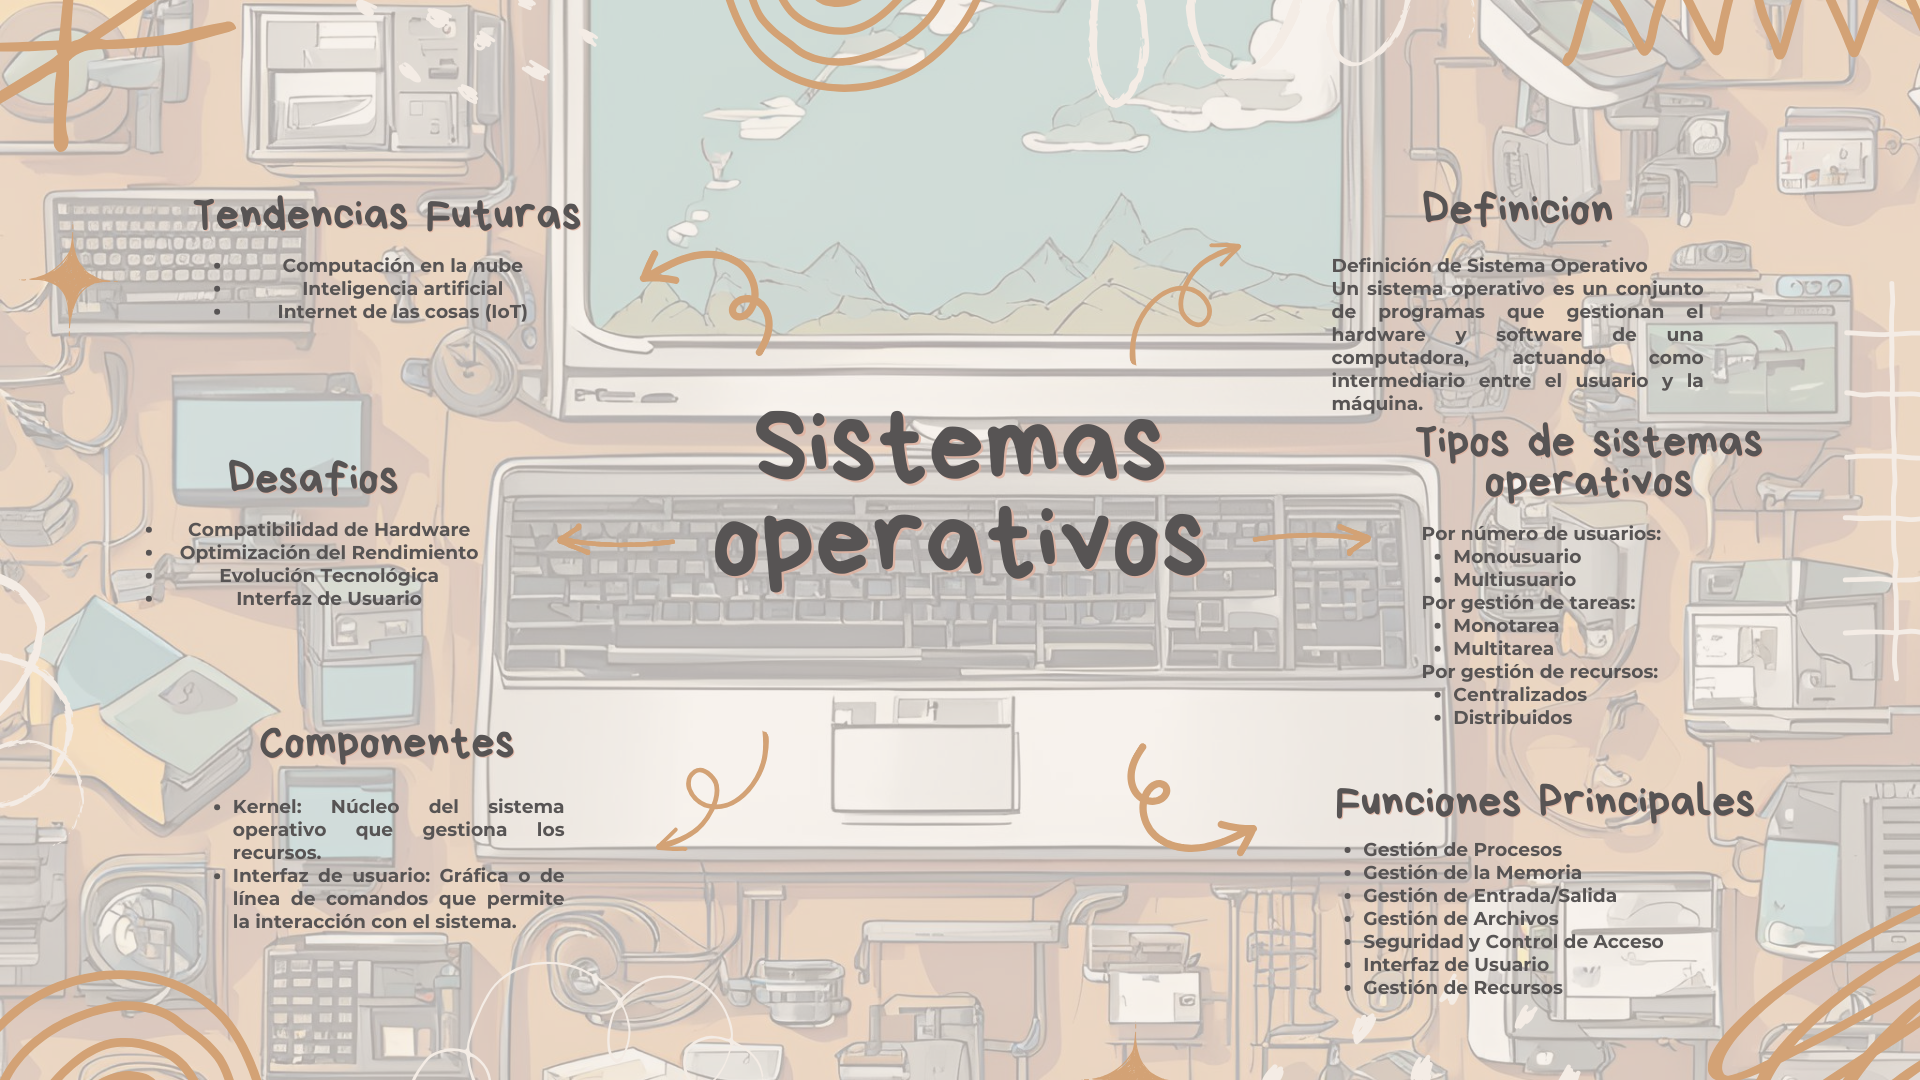 Sistemas
operativos
Definicion
Definición de Sistema Operativo
Un sistema operativo es un conjunto
de programas que gestionan el
hardware y software de una
computadora, actuando como
intermediario entre el usuario y la
máquina.
Tipos de sistemas
operativos
Por número de usuarios:
• Monousuario
• Multiusuario
Por gestión de tareas:
• Monotarea
• Multitarea
Por gestión de recursos:
• Centralizados
• Distribuidos
Funciones Principales
• Gestión de Procesos
• Gestión de la Memoria
• Gestión de Entrada/Salida
• Gestión de Archivos
• Seguridad y Control de Acceso
• Interfaz de Usuario
• Gestión de Recursos
Tendencias Futuras
• Computación en la nube
• Inteligencia artificial
• Internet de las cosas (IoT)
Desafios
• Compatibilidad de Hardware
• Optimización del Rendimiento
• Evolución Tecnológica
• Interfaz de Usuario
Componentes
• Kernel: Núcleo del sistema
operativo que gestiona los
recursos.
• Interfaz de usuario: Gráfica o de
línea de comandos que permite
la interacción con el sistema.